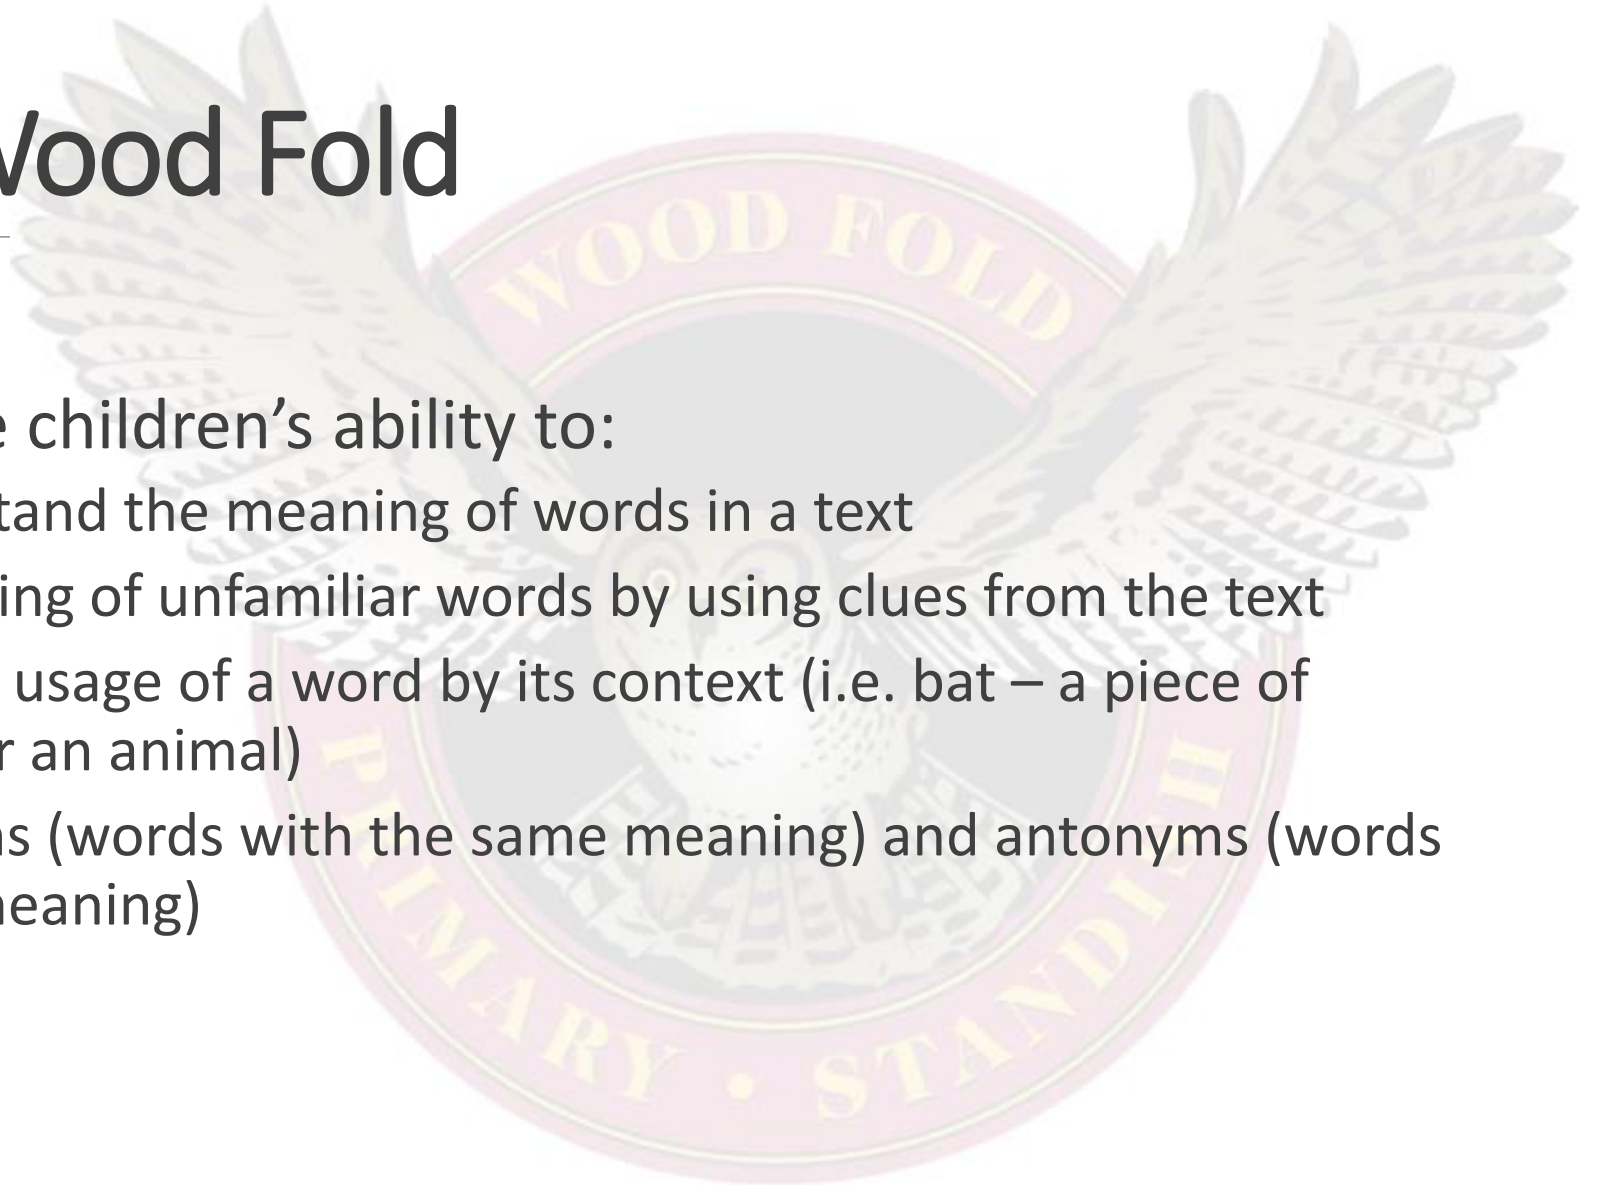 Wood Fold
WOOD FOLD
children's ability to:
tand the meaning of words in a text
ing of unfamiliar words by using clues from the text
usage of a word by its context (i.e. bat – a piece of
r an animal)
ns (words with the same meaning) and antonyms (words
meaning)
PRIMARY • STANDISH